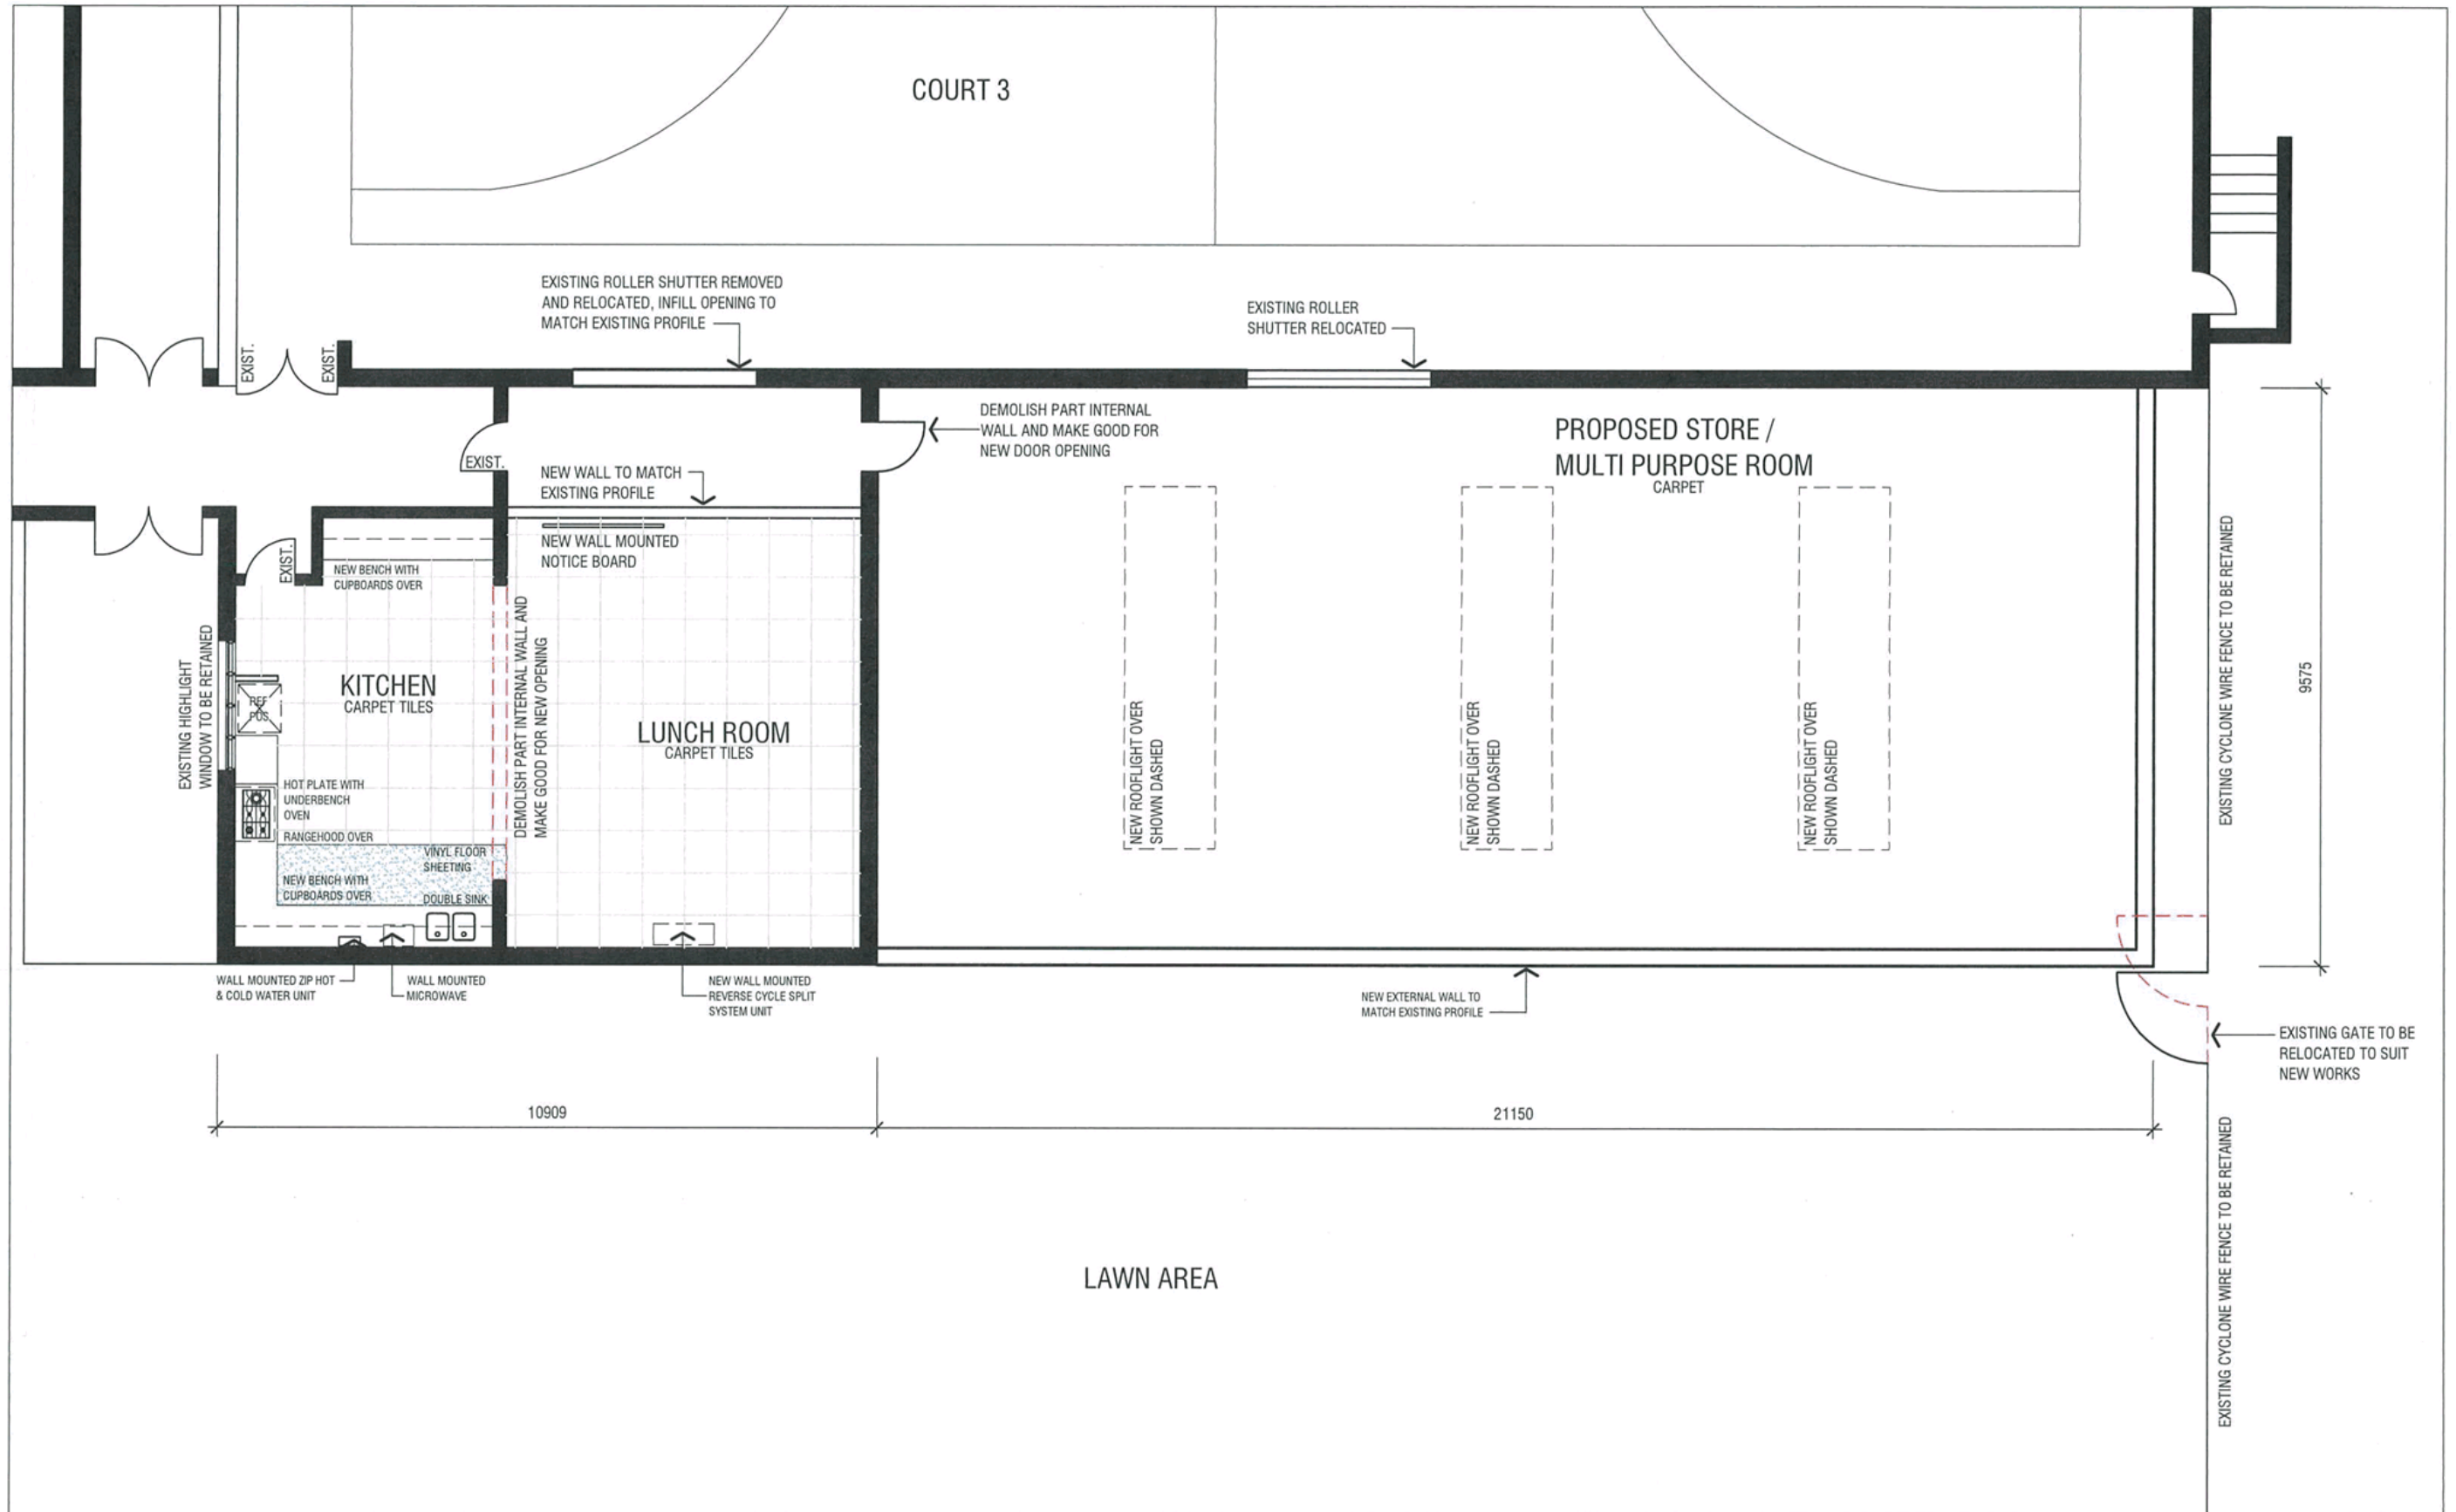 COURT 3
EXISTING ROLLER SHUTTER REMOVED
AND RELOCATED, INFILL OPENING TO
MATCH EXISTING PROFILE
EXISTING ROLLER
SHUTTER RELOCATED
EXIST.
EXIST.
DEMOLISH PART INTERNAL
WALL AND MAKE GOOD FOR
NEW DOOR OPENING
PROPOSED STORE /
MULTI PURPOSE ROOM
CARPET
EXIST.
NEW WALL TO MATCH
EXISTING PROFILE
NEW WALL MOUNTED
NOTICE BOARD
EXIST.
NEW BENCH WITH
CUPBOARDS OVER
EXISTING HIGHLIGHT
WINDOW TO BE RETAINED
KITCHEN
CARPET TILES
REF
POS
DEMOLISH PART INTERNAL WALL AND
MAKE GOOD FOR NEW OPENING
LUNCH ROOM
CARPET TILES
HOT PLATE WITH
UNDERBENCH
OVEN
RANGEHOOD OVER
VINYL FLOOR
SHEETING
NEW BENCH WITH
CUPBOARDS OVER
DOUBLE SINK
NEW ROOFLIGHT OVER
SHOWN DASHED
NEW ROOFLIGHT OVER
SHOWN DASHED
NEW ROOFLIGHT OVER
SHOWN DASHED
EXISTING CYCLONE WIRE FENCE TO BE RETAINED
9575
WALL MOUNTED ZIP HOT
& COLD WATER UNIT
WALL MOUNTED
MICROWAVE
NEW WALL MOUNTED
REVERSE CYCLE SPLIT
SYSTEM UNIT
NEW EXTERNAL WALL TO
MATCH EXISTING PROFILE
EXISTING GATE TO BE
RELOCATED TO SUIT
NEW WORKS
10909
21150
EXISTING CYCLONE WIRE FENCE TO BE RETAINED
LAWN AREA